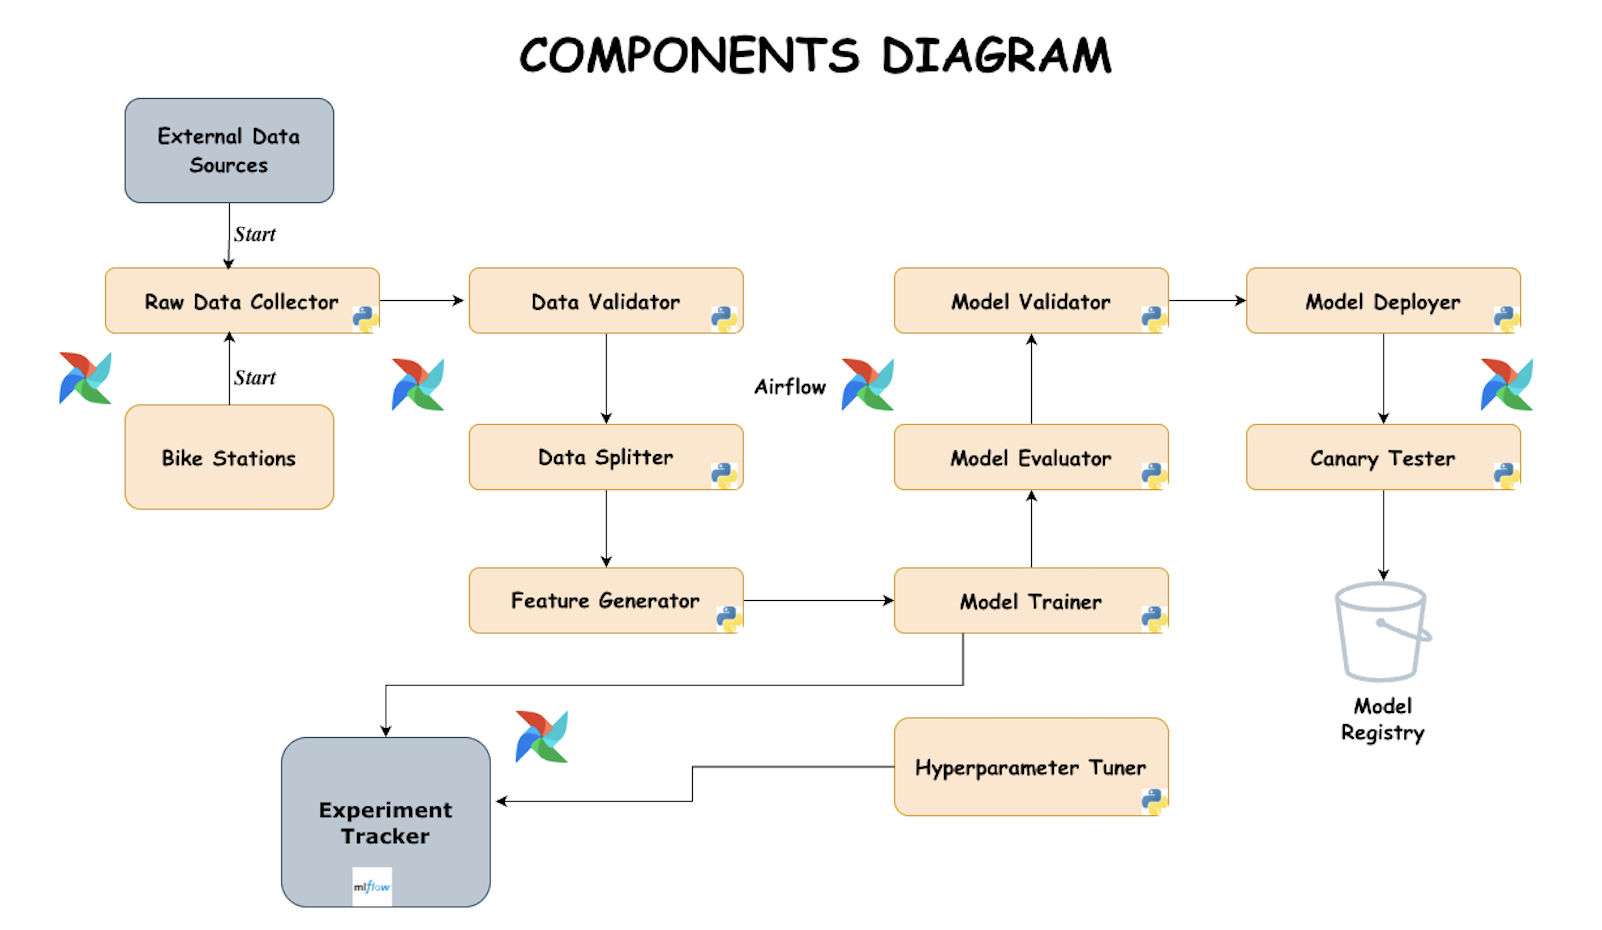 COMPONENTS DIAGRAM
External Data
Sources
Start
Raw Data Collector
Data Validator
Model Validator
Model Deployer
Start
Airflow
Bike Stations
Data Splitter
Model Evaluator
Canary Tester
Feature Generator
Model Trainer
Model
Registry
Hyperparameter Tuner
Experiment
Tracker
mlflow